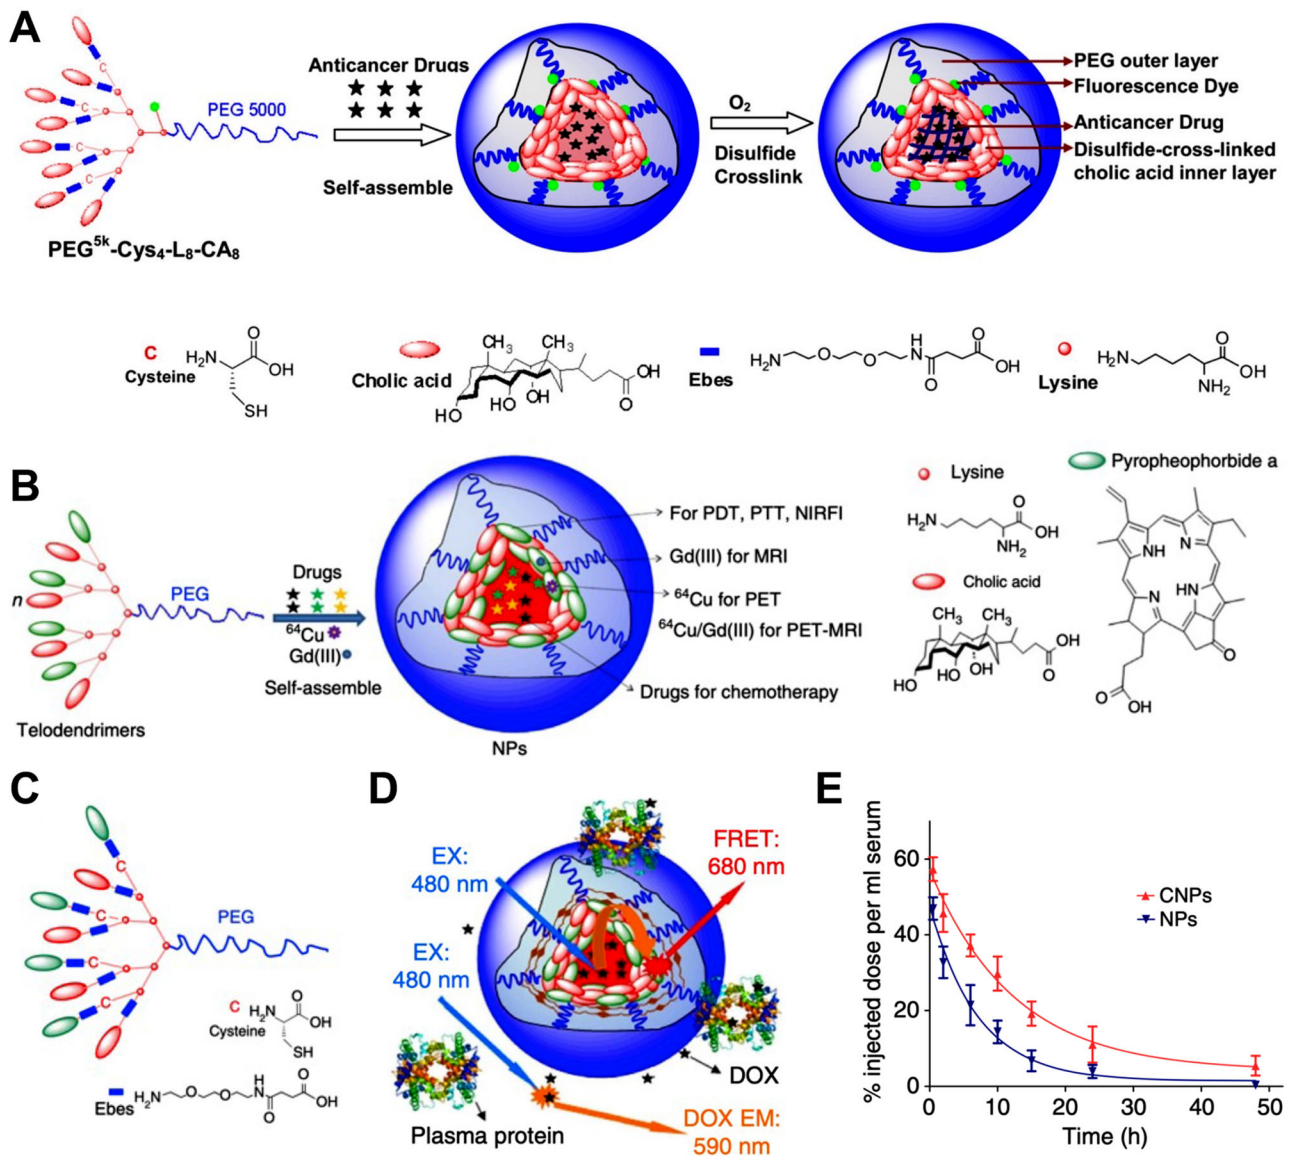 A
Anticancer Drugs
PEG 5000
Self-assemble
O₂
Disulfide
Crosslink
PEG outer layer
Fluorescence Dye
Anticancer Drug
Disulfide-cross-linked
cholic acid inner layer
C
C
C
C
PEG⁵ᵏ-Cys₄-L₈-CA₈
C
Cysteine
H₂N
O
OH
SH
Cholic acid
CH₃
CH₃
HO
HO
OH
O
OH
Ebes
H₂N
O
O
H
N
O
O
OH
Lysine
H₂N
O
OH
NH₂
B
n
PEG
Drugs
⁶⁴Cu
Gd(III)
Self-assemble
Telodendrimers
NPs
For PDT, PTT, NIRFI
Gd(III) for MRI
⁶⁴Cu for PET
⁶⁴Cu/Gd(III) for PET-MRI
Drugs for chemotherapy
Lysine
H₂N
O
OH
NH₂
Cholic acid
CH₃
CH₃
HO
HO
OH
O
OH
Pyropheophorbide a
NH
N
N
HN
O
O
OH
C
C
C
C
C
PEG
C
Cysteine
H₂N
O
OH
SH
Ebes
H₂N
O
O
H
N
O
O
OH
D
EX:
480 nm
FRET:
680 nm
EX:
480 nm
DOX
Plasma protein
DOX EM:
590 nm
E
% injected dose per ml serum
60
40
20
0
CNPs
NPs
0
10
20
30
40
50
Time (h)